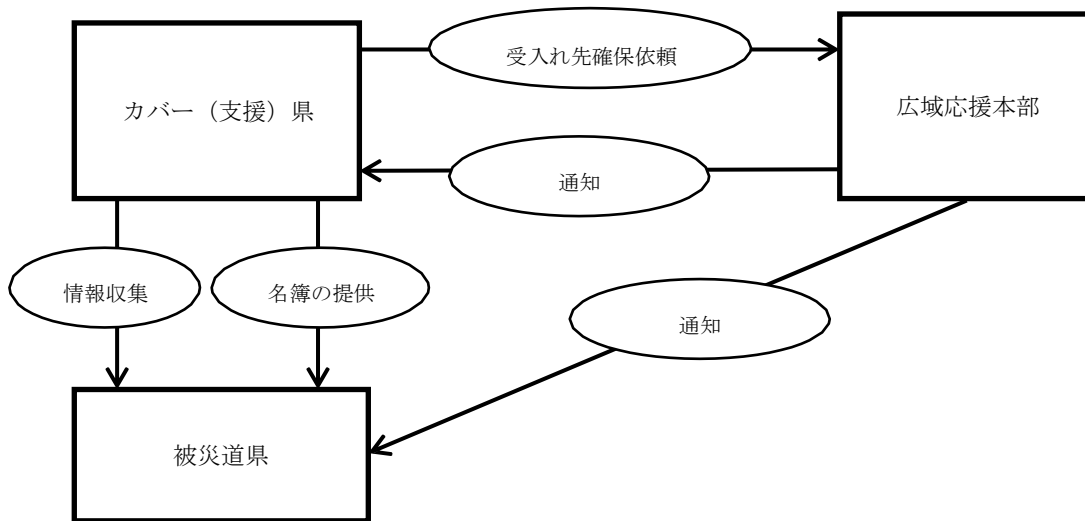 受入れ先確保依頼
カバー（支援）県
広域応援本部
通知
情報収集
名簿の提供
通知
被災道県